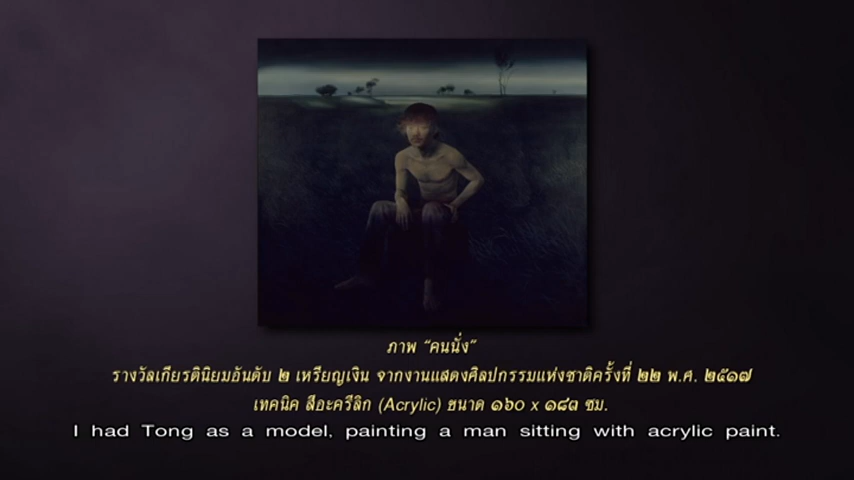 ภาพ “คนนั่ง”
รางวัลเกียรตินิยมอันดับ ๒ เหรียญเงิน จากงานแสดงศิลปกรรมแห่งชาติครั้งที่ ๒๒ พ.ศ. ๒๕๑๗
เทคนิค สีอะครีลิก (Acrylic) ขนาด ๑๖๐ x ๑๘๓ ซม.
I had Tong as a model, painting a man sitting with acrylic paint.